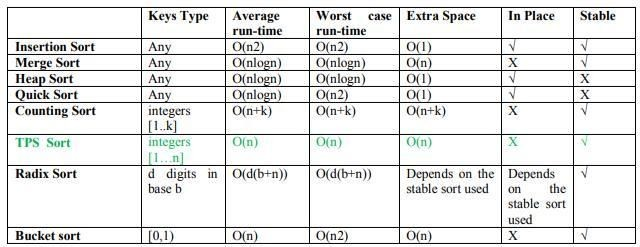 Keys Type Average run-time Worst case run-time Extra Space In Place Stable
Insertion Sort Any O(n2) O(n2) O(1) √ √
Merge Sort Any O(nlogn) O(nlogn) O(n) X √
Heap Sort Any O(nlogn) O(nlogn) O(1) √ X
Quick Sort Any O(nlogn) O(n2) O(1) √ X
Counting Sort integers [1..k] O(n+k) O(n+k) O(n+k) X √
TPS Sort integers [1…n] O(n) O(n) O(n) X √
Radix Sort d digits in base b O(d(b+n)) O(d(b+n)) Depends on the stable sort used Depends on the stable sort used √
Bucket sort [0,1) O(n) O(n2) O(n) X √